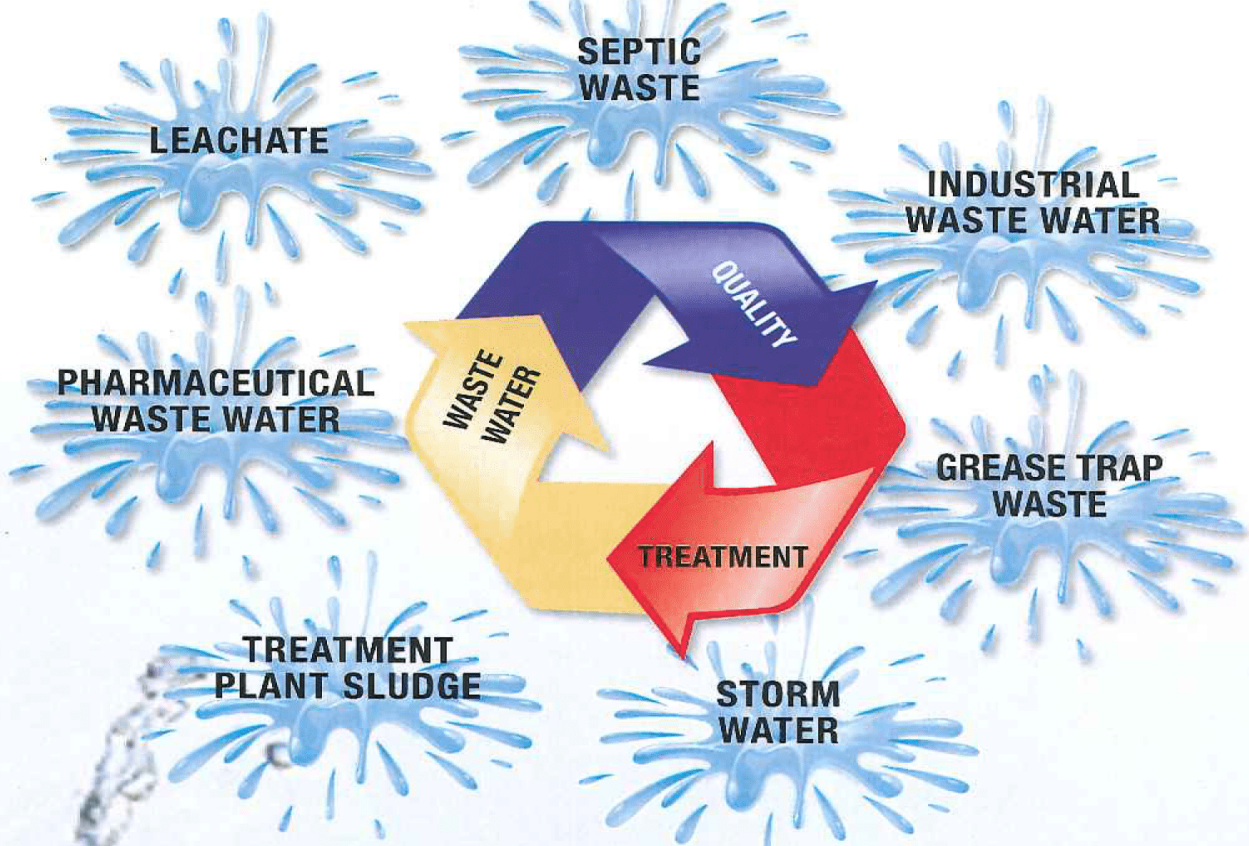 SEPTIC
WASTE
LEACHATE
INDUSTRIAL
WASTE WATER
QUALITY
WASTE
WATER
PHARMACEUTICAL
WASTE WATER
GREASE TRAP
WASTE
TREATMENT
TREATMENT
PLANT SLUDGE
STORM
WATER